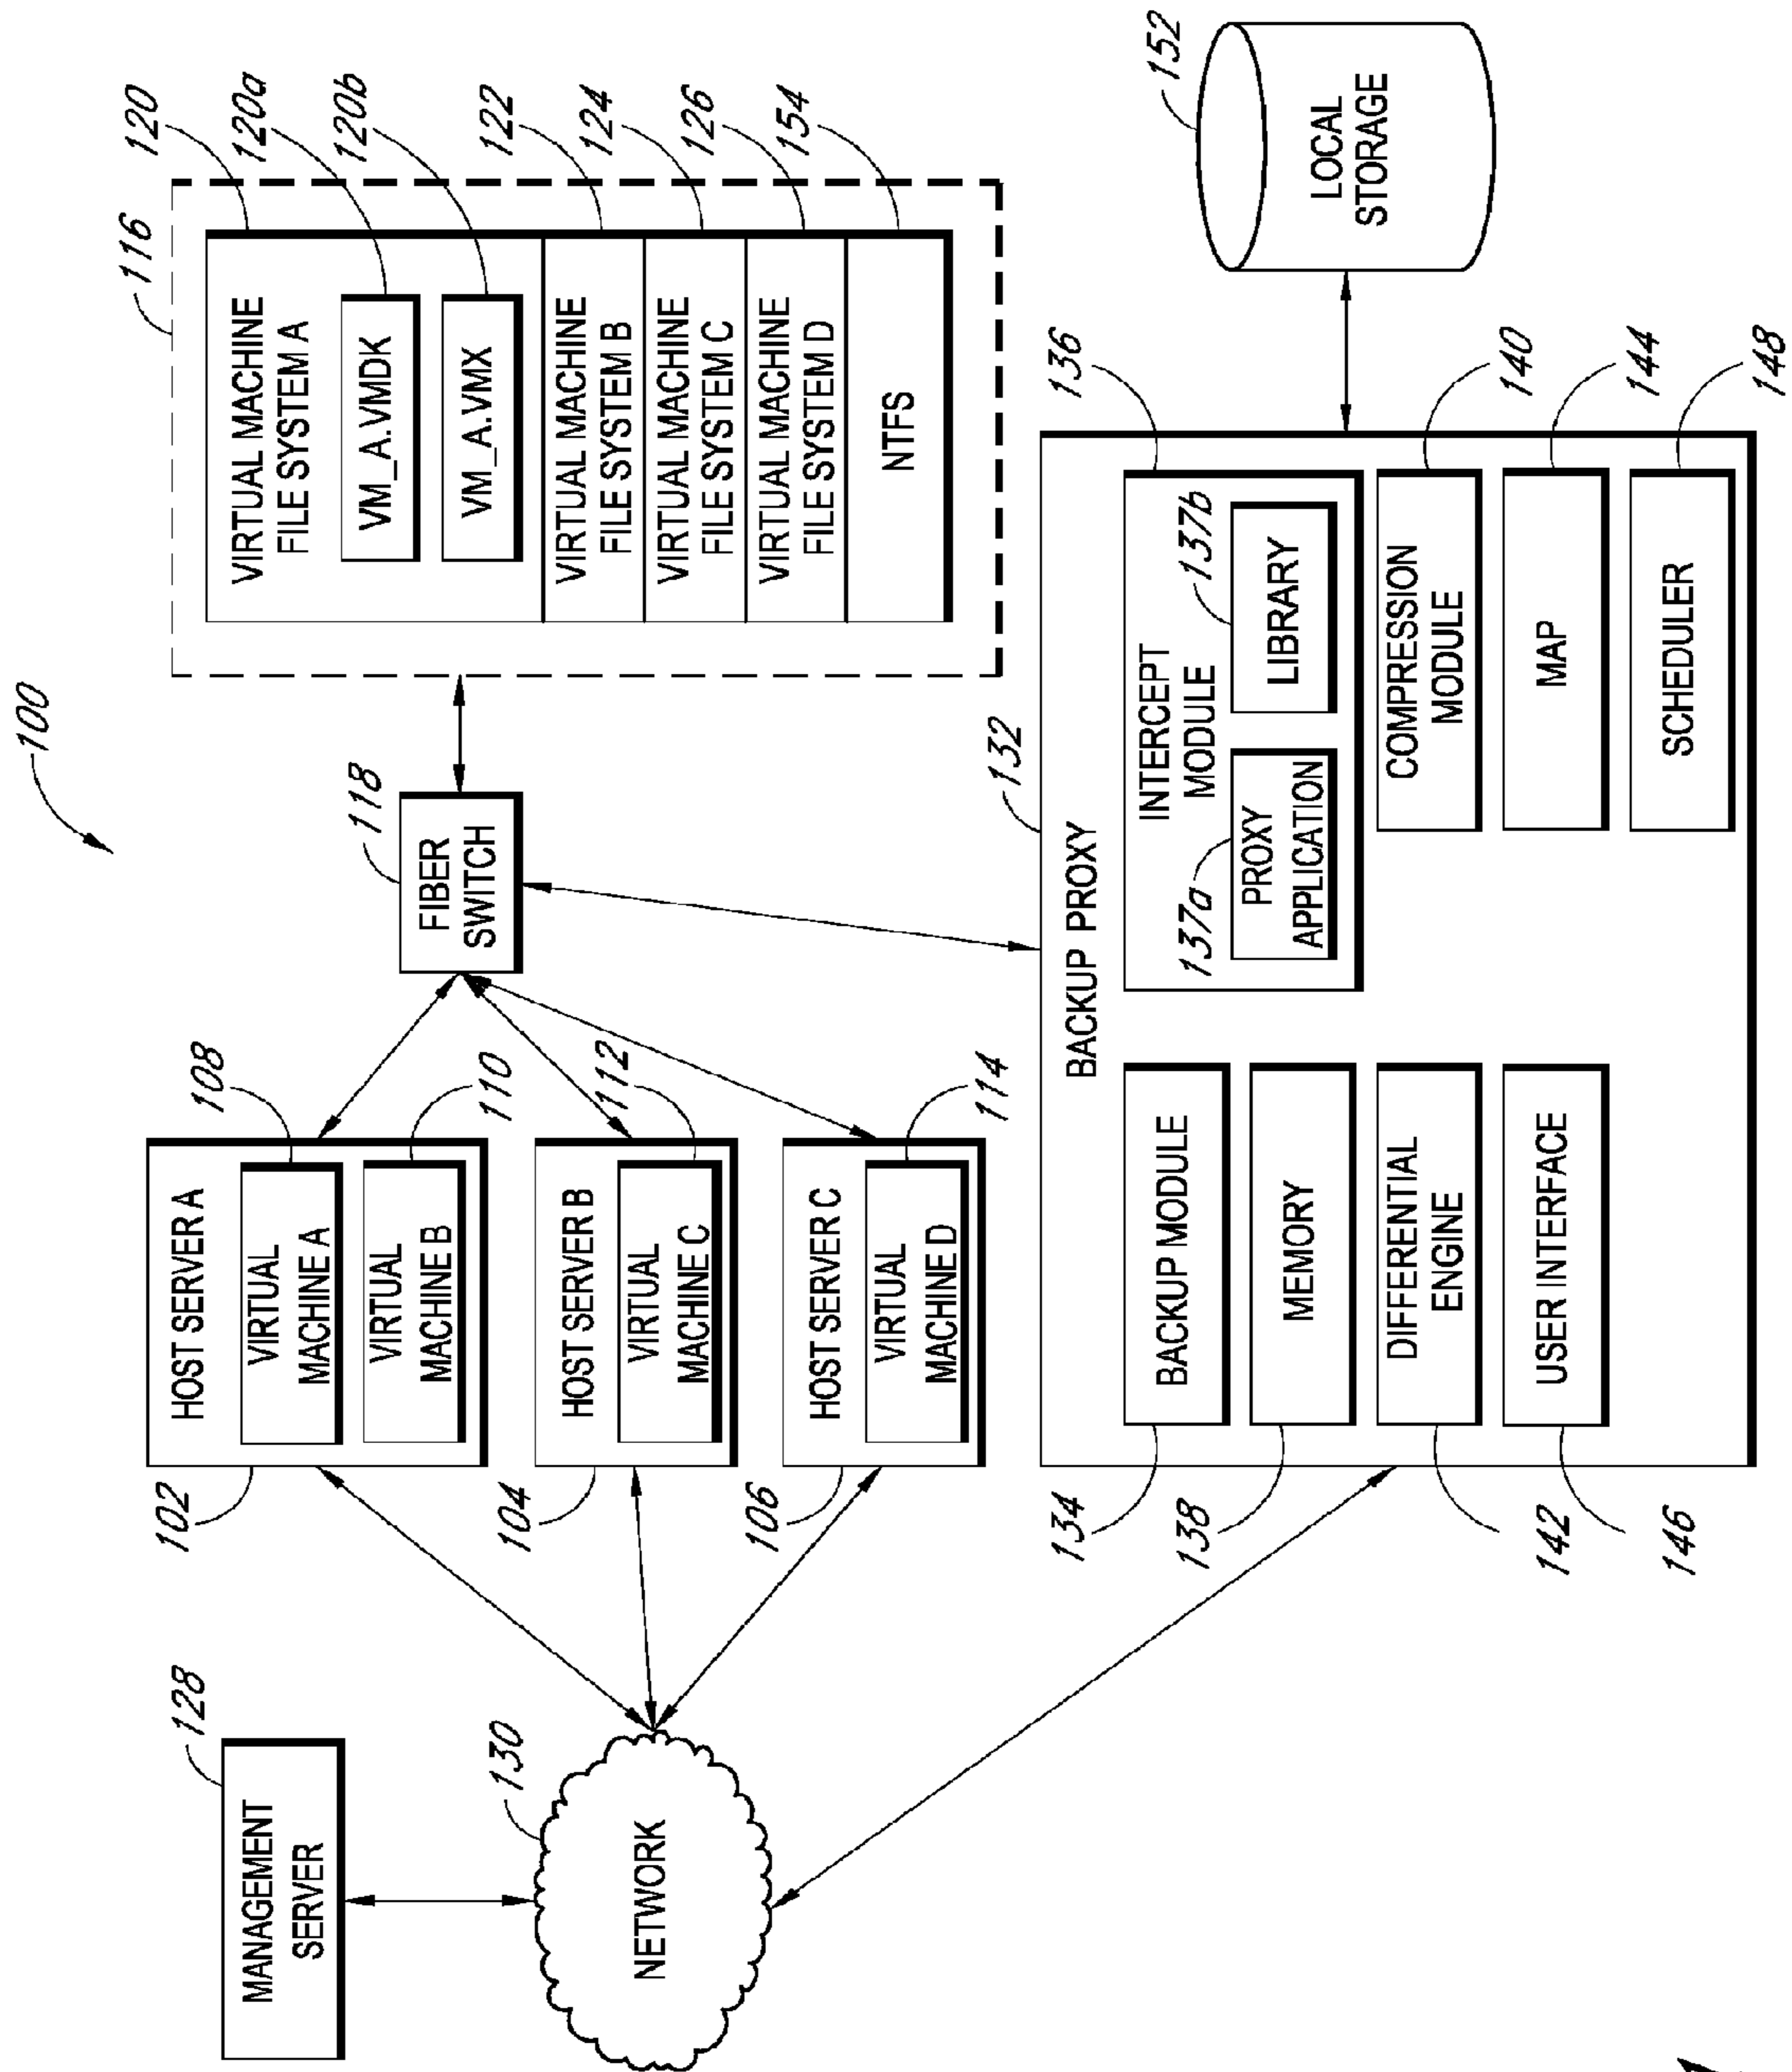 100
128
MANAGEMENT
SERVER
130
NETWORK
102
HOST SERVER A
108
VIRTUAL
MACHINE A
110
VIRTUAL
MACHINE B
104
HOST SERVER B
112
VIRTUAL
MACHINE C
106
HOST SERVER C
114
VIRTUAL
MACHINE D
118
FIBER
SWITCH
116
120
VIRTUAL MACHINE
FILE SYSTEM A
120a
VM_A.VMDK
120b
VM_A.VMX
122
VIRTUAL MACHINE
FILE SYSTEM B
124
VIRTUAL MACHINE
FILE SYSTEM C
126
VIRTUAL MACHINE
FILE SYSTEM D
154
NTFS
132
BACKUP PROXY
134
BACKUP MODULE
138
MEMORY
142
DIFFERENTIAL
ENGINE
146
USER INTERFACE
136
INTERCEPT
MODULE
137a
PROXY
APPLICATION
137b
LIBRARY
140
COMPRESSION
MODULE
144
MAP
148
SCHEDULER
152
LOCAL
STORAGE